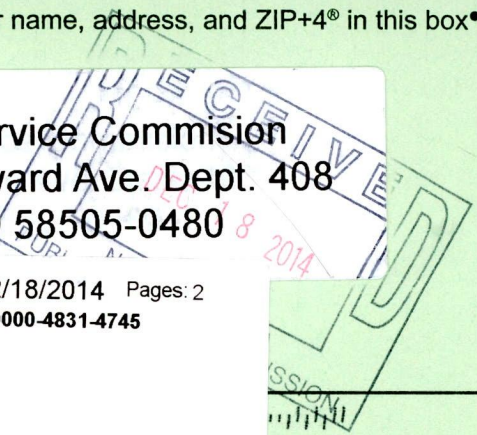 r name, address, and ZIP+4® in this box•
RECEIVED
rvice Commision
ard Ave. Dept. 408
58505-0480
DEC 18 2014
2/18/2014 Pages: 2
000-4831-4745